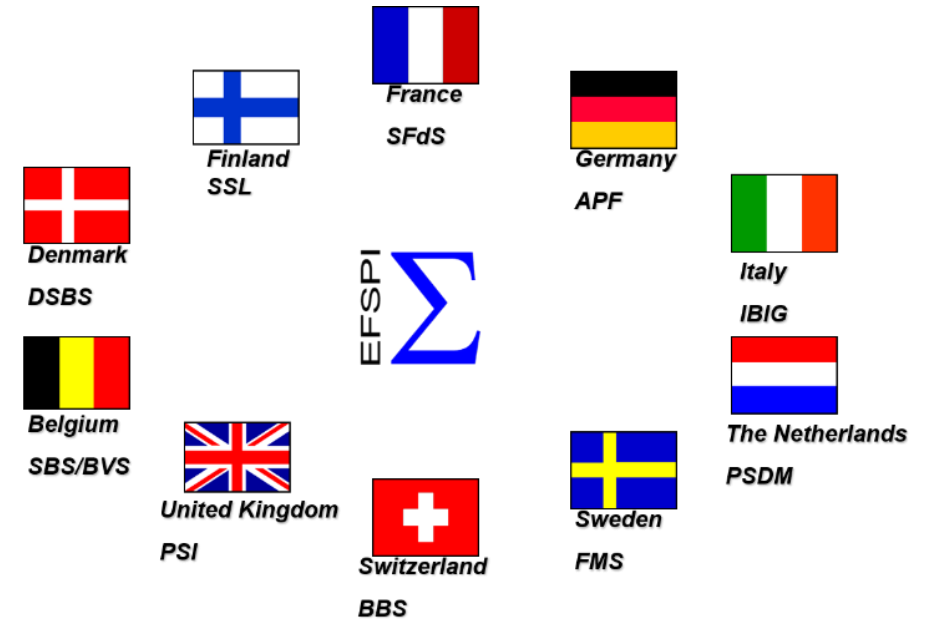 France
SFdS
Finland
SSL
Germany
APF
Denmark
DSBS
Italy
IBIG
EFSPI
Σ
Belgium
SBS/BVS
The Netherlands
PSDM
United Kingdom
PSI
Sweden
FMS
Switzerland
BBS